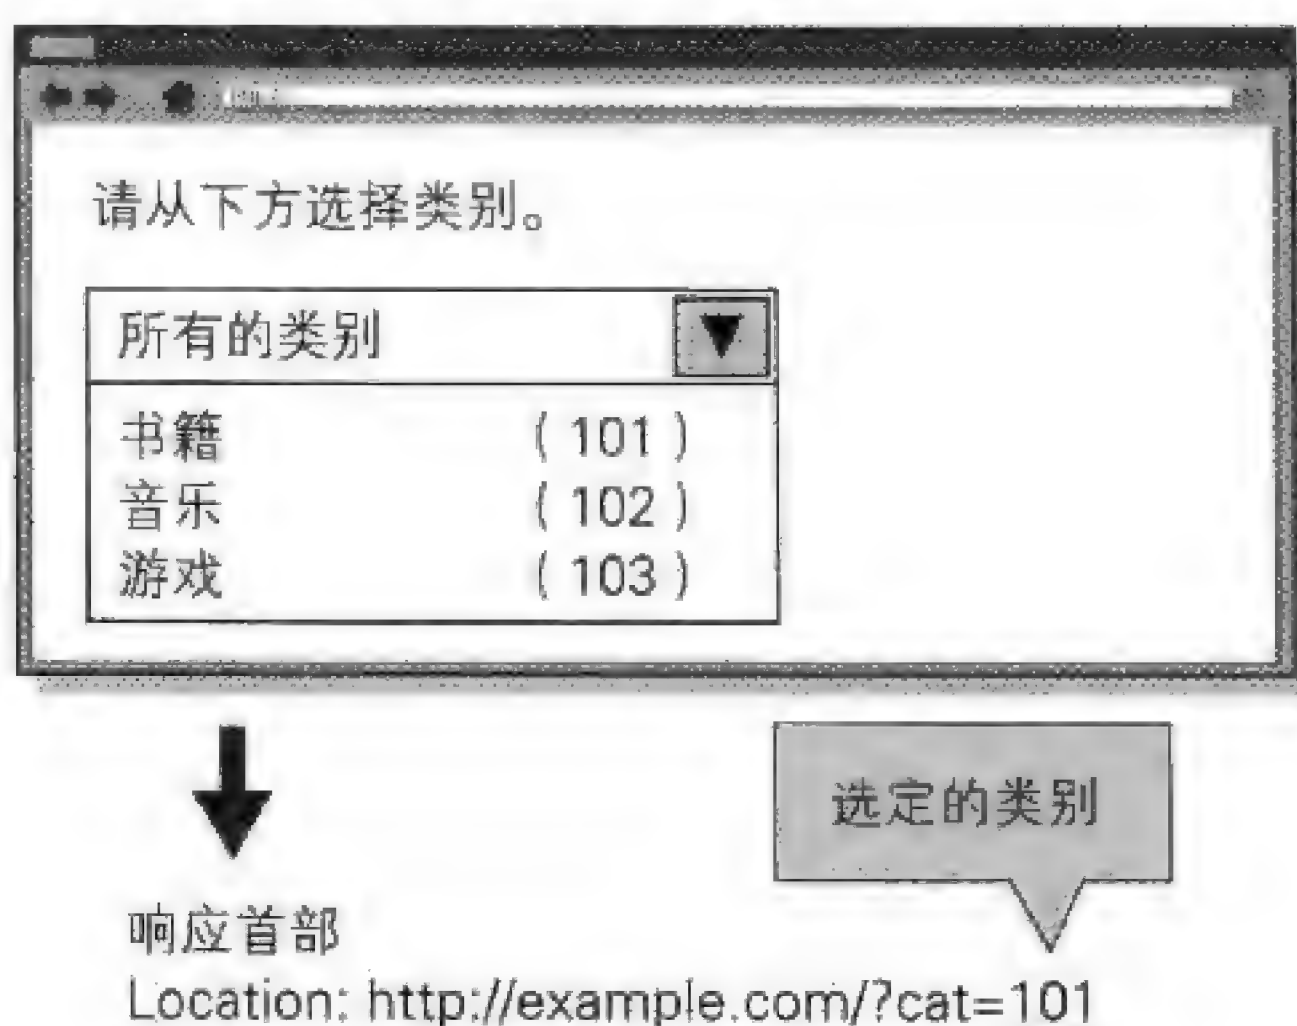 请从下方选择类别。
所有的类别
书籍 ( 101 )
音乐 ( 102 )
游戏 ( 103 )
选定的类别
响应首部
Location: http://example.com/?cat=101